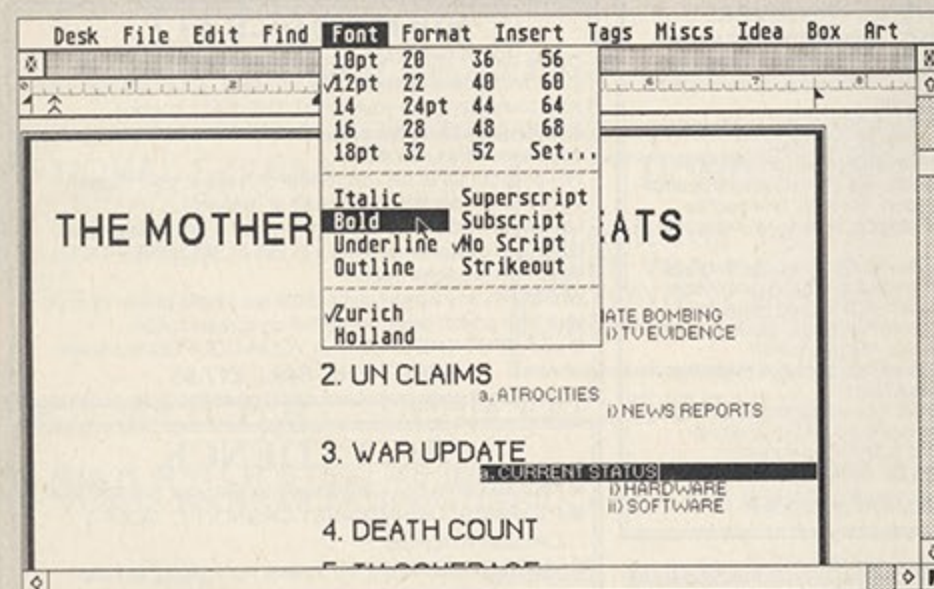 Desk File Edit Find Font Format Insert Tags Miscs Idea Box Art
10pt 20 36 56
√12pt 22 40 60
14 24pt 44 64
16 28 48 68
18pt 32 52 Set...
Italic Superscript
Bold Subscript
Underline √No Script
Outline Strikeout
√Zurich
Holland
THE MOTHER EATS
ATE BOMBING
i) TV EVIDENCE
2. UN CLAIMS
a. ATROCITIES
i) NEWS REPORTS
3. WAR UPDATE
a. CURRENT STATUS
i) HARDWARE
ii) SOFTWARE
4. DEATH COUNT